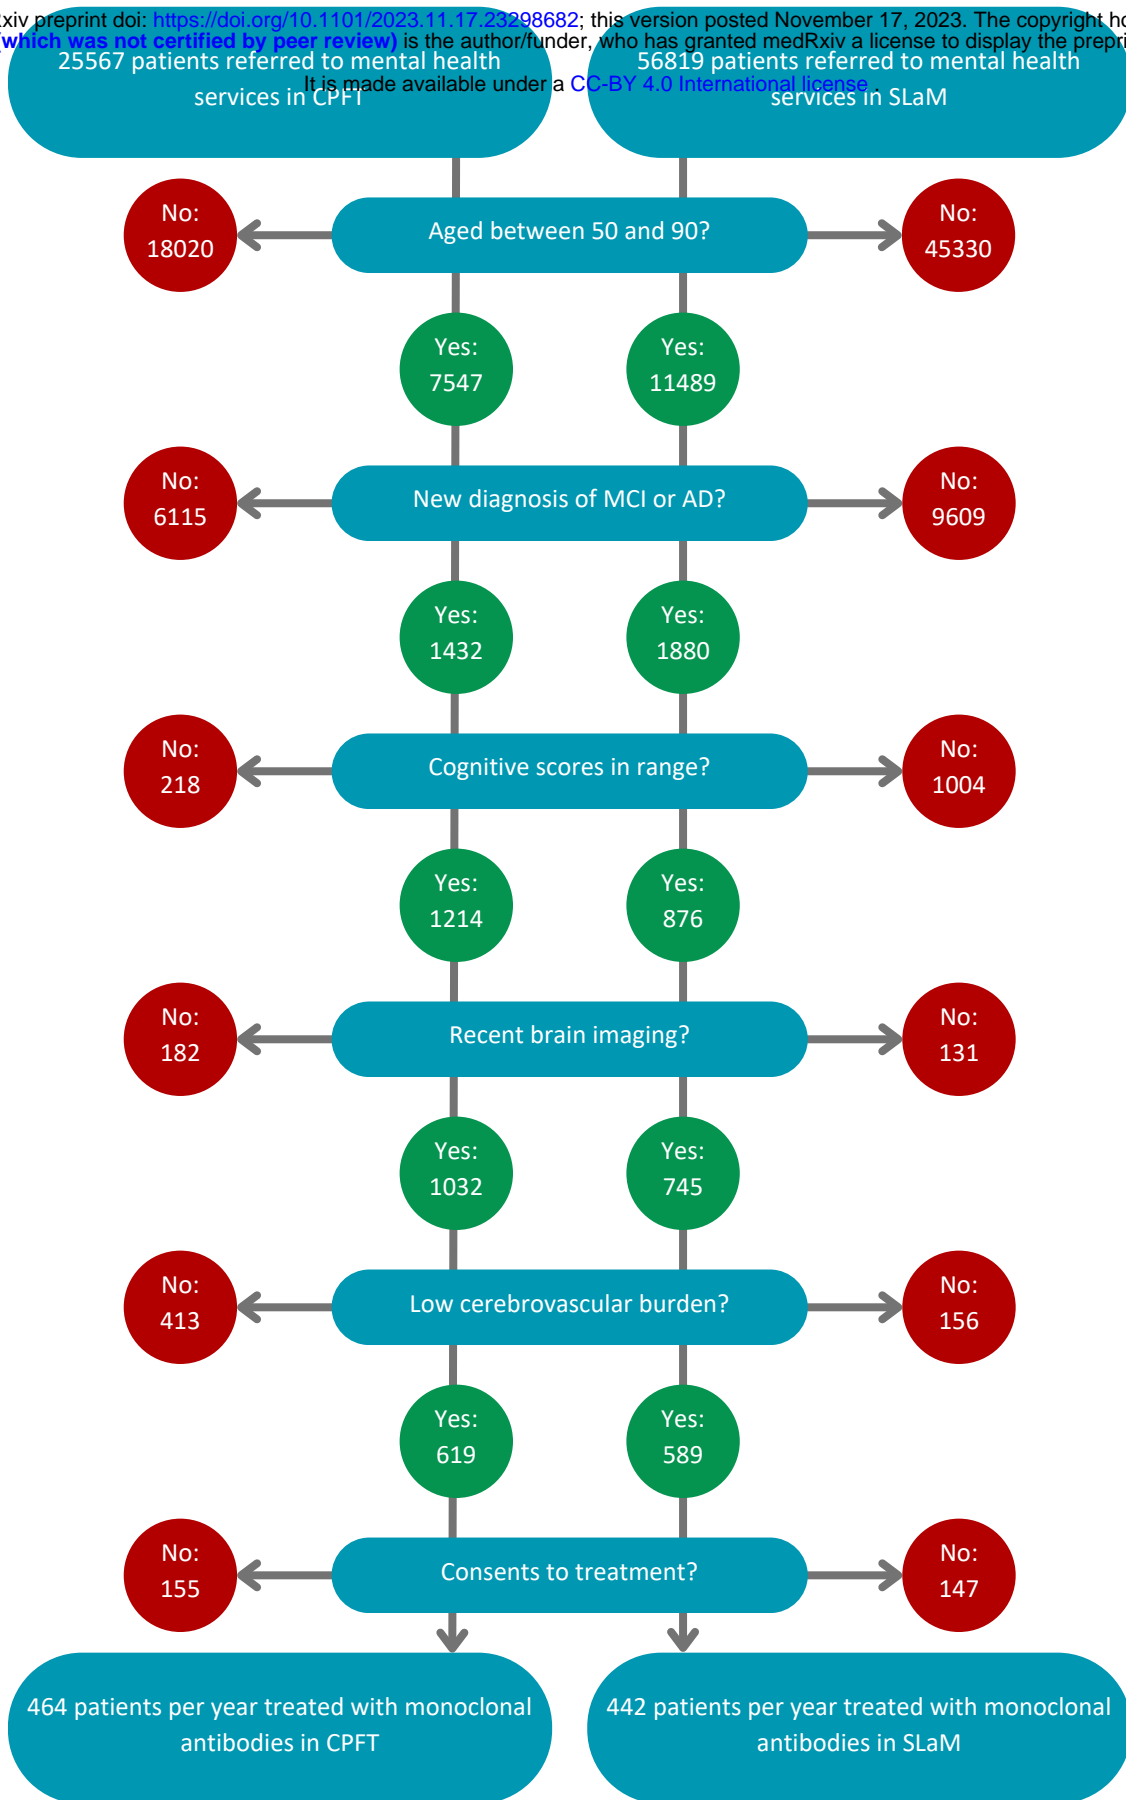 preprint doi: https://doi.org/10.1101/2023.11.17.23298682; this version posted November 17, 2023. The copyright
(which was not certified by peer review) is the author/funder, who has granted medRxiv a license to display the
It is made available under a CC-BY 4.0 International license .
25567 patients referred to mental health
services in CPFT
56819 patients referred to mental health
services in SLaM
No:
18020
Aged between 50 and 90?
No:
45330
Yes:
7547
Yes:
11489
No:
6115
New diagnosis of MCI or AD?
No:
9609
Yes:
1432
Yes:
1880
No:
218
Cognitive scores in range?
No:
1004
Yes:
1214
Yes:
876
No:
182
Recent brain imaging?
No:
131
Yes:
1032
Yes:
745
No:
413
Low cerebrovascular burden?
No:
156
Yes:
619
Yes:
589
No:
155
Consents to treatment?
No:
147
464 patients per year treated with monoclonal
antibodies in CPFT
442 patients per year treated with monoclonal
antibodies in SLaM